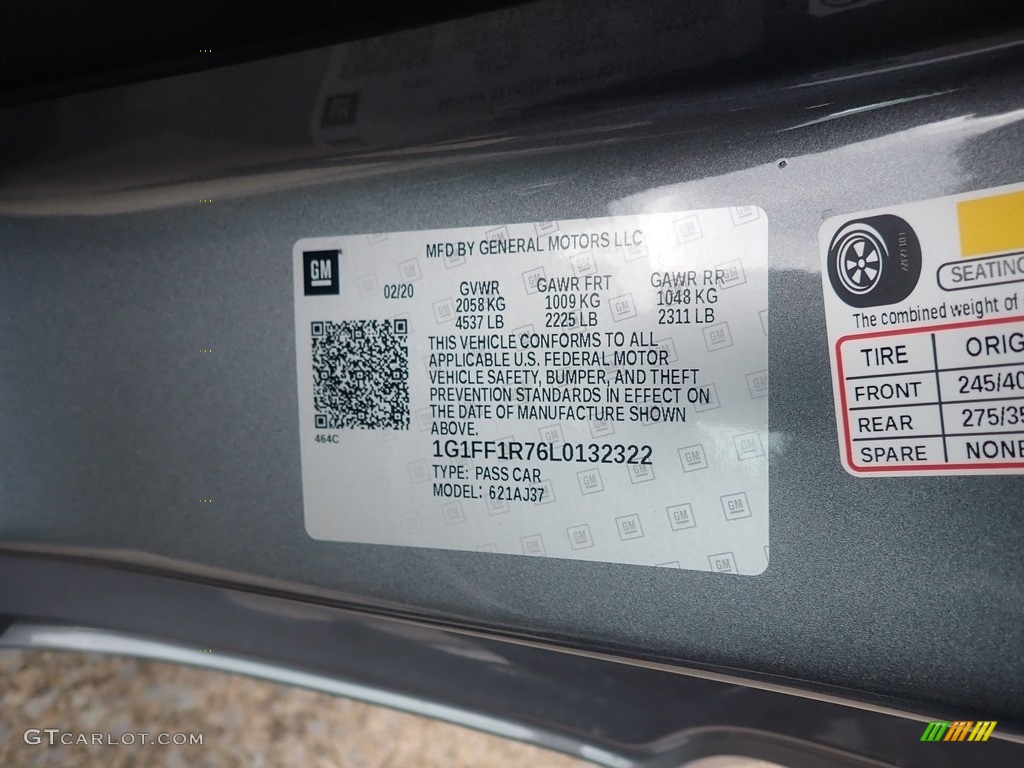 GM
MFD BY GENERAL MOTORS LLC
02/20
GVWR GAWR FRT GAWR RR
2058 KG 1009 KG 1048 KG
4537 LB 2225 LB 2311 LB
THIS VEHICLE CONFORMS TO ALL
APPLICABLE U.S. FEDERAL MOTOR
VEHICLE SAFETY, BUMPER, AND THEFT
PREVENTION STANDARDS IN EFFECT ON
THE DATE OF MANUFACTURE SHOWN
ABOVE.
464C
1G1FF1R76L0132322
TYPE: PASS CAR
MODEL: 621AJ37
SEATING
The combined weight of
TIRE ORIG
FRONT 245/40
REAR 275/35
SPARE NONE
GTCARLOT.COM